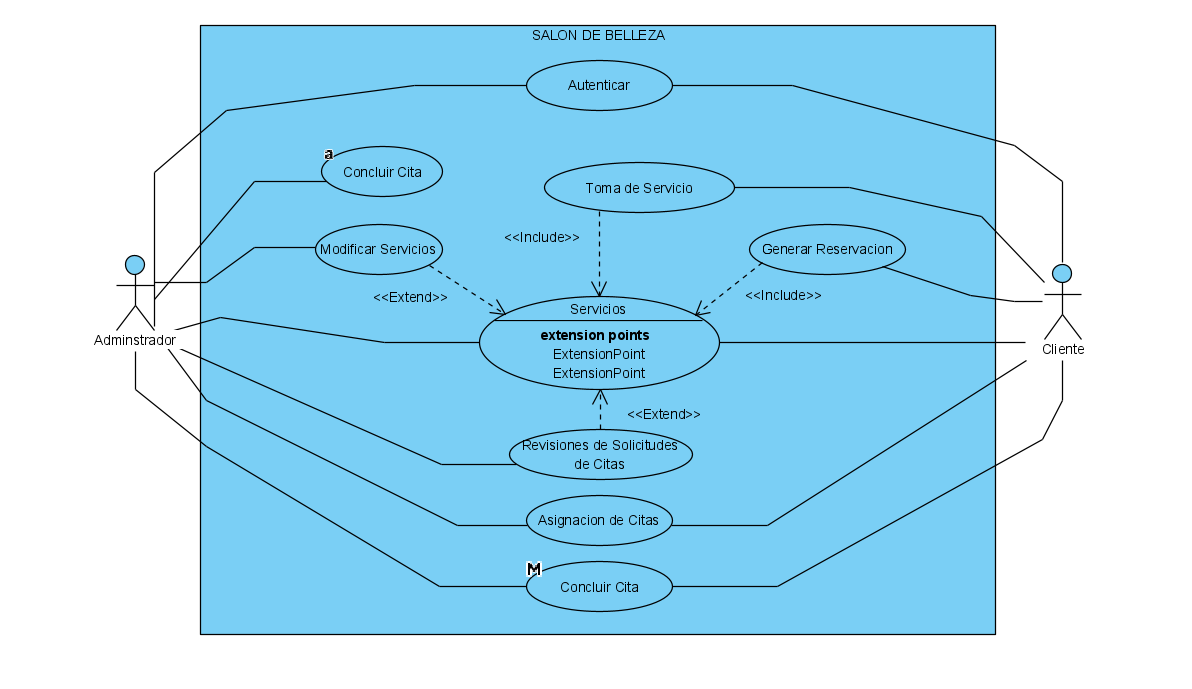 SALON DE BELLEZA
Autenticar
a
Concluir Cita
Toma de Servicio
<<Include>>
Modificar Servicios
Generar Reservacion
<<Extend>>
<<Include>>
Servicios
extension points
ExtensionPoint
ExtensionPoint
Adminstrador
Cliente
<<Extend>>
Revisiones de Solicitudes
de Citas
Asignacion de Citas
M
Concluir Cita